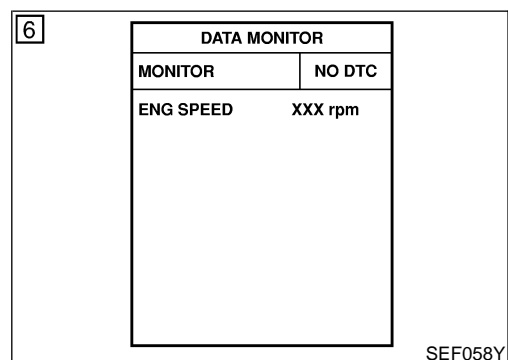 6
DATA MONITOR
MONITOR NO DTC
ENG SPEED XXX rpm
SEF058Y